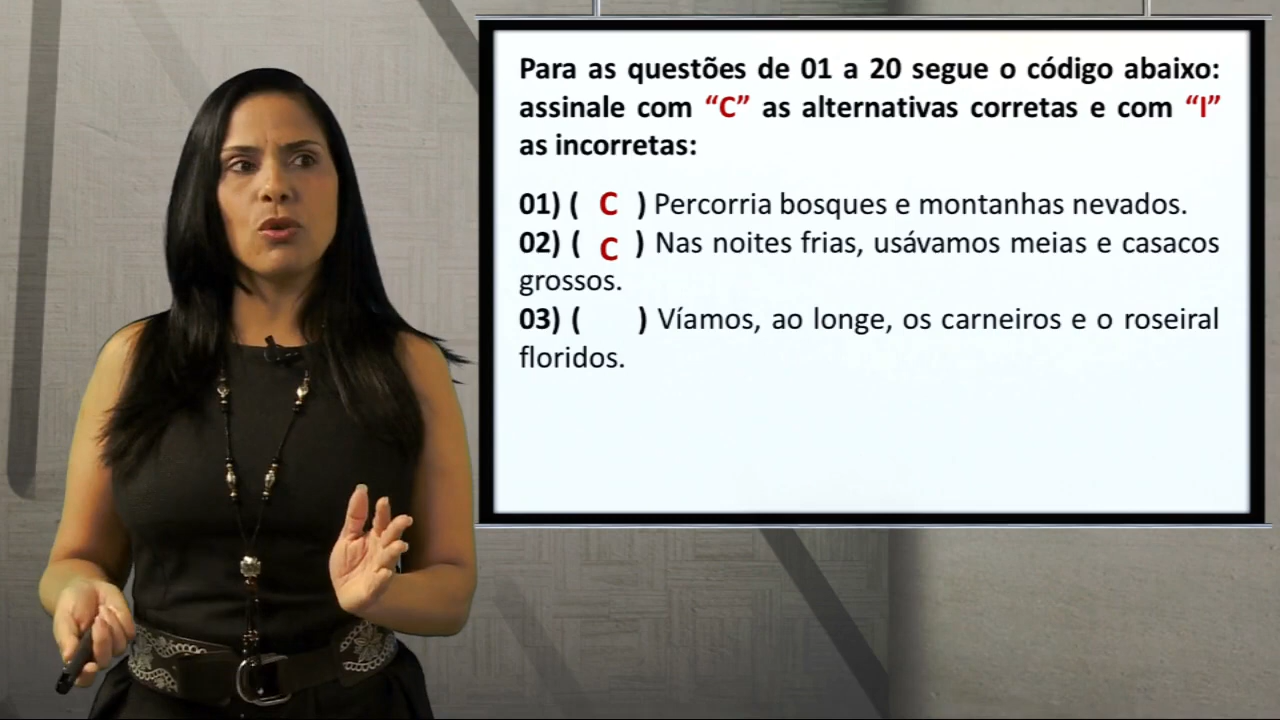 Para as questões de 01 a 20 segue o código abaixo:
assinale com “C” as alternativas corretas e com “I”
as incorretas:
01) ( C ) Percorria bosques e montanhas nevados.
02) ( C ) Nas noites frias, usávamos meias e casacos
grossos.
03) ( ) Víamos, ao longe, os carneiros e o roseiral
floridos.